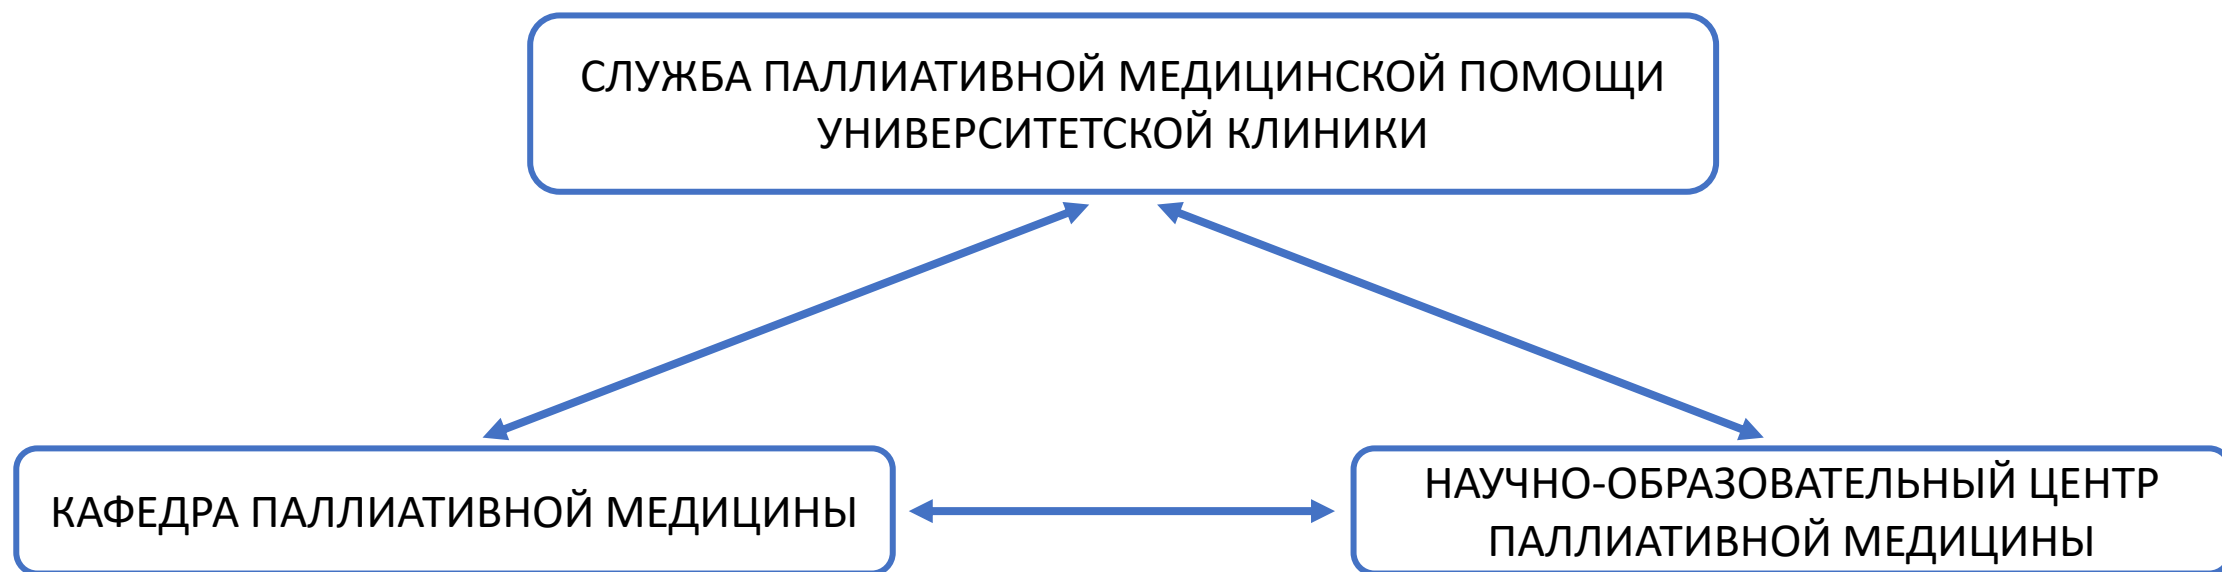 СЛУЖБА ПАЛЛИАТИВНОЙ МЕДИЦИНСКОЙ ПОМОЩИ
УНИВЕРСИТЕТСКОЙ КЛИНИКИ
КАФЕДРА ПАЛЛИАТИВНОЙ МЕДИЦИНЫ
НАУЧНО-ОБРАЗОВАТЕЛЬНЫЙ ЦЕНТР
ПАЛЛИАТИВНОЙ МЕДИЦИНЫ